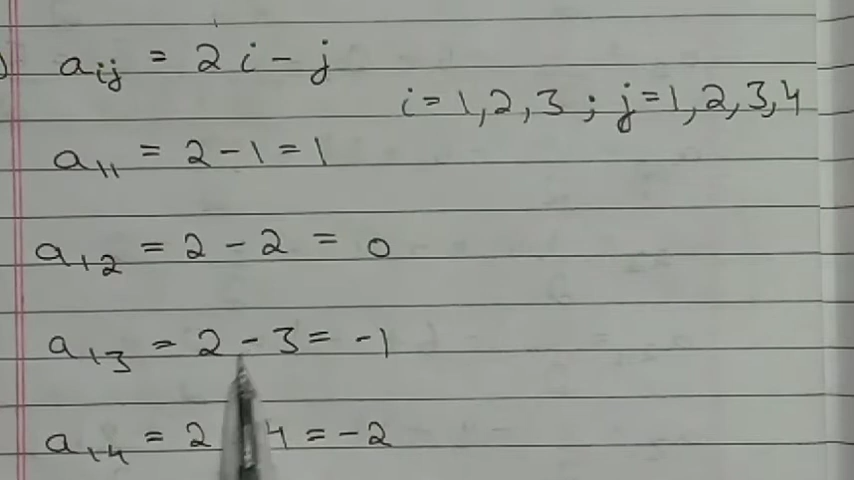 ) aij = 2i - j
i = 1, 2, 3 ; j = 1, 2, 3, 4
a11 = 2 - 1 = 1
a12 = 2 - 2 = 0
a13 = 2 - 3 = -1
a14 = 2 4 = -2